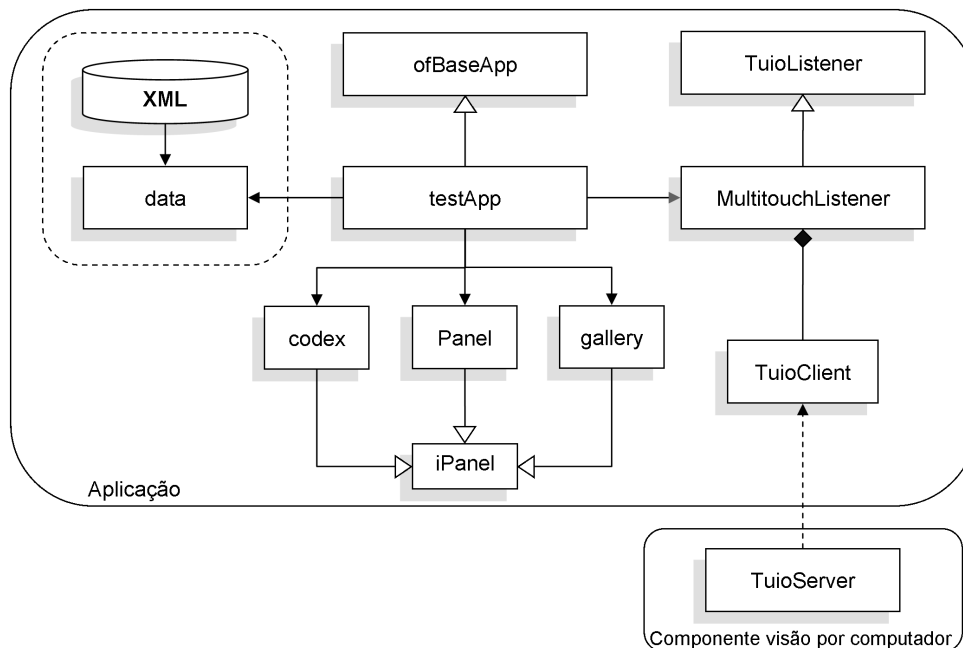 ofBaseApp
TuioListener
XML
data
testApp
MultitouchListener
codex
Panel
gallery
TuioClient
iPanel
Aplicação
TuioServer
Componente visão por computador